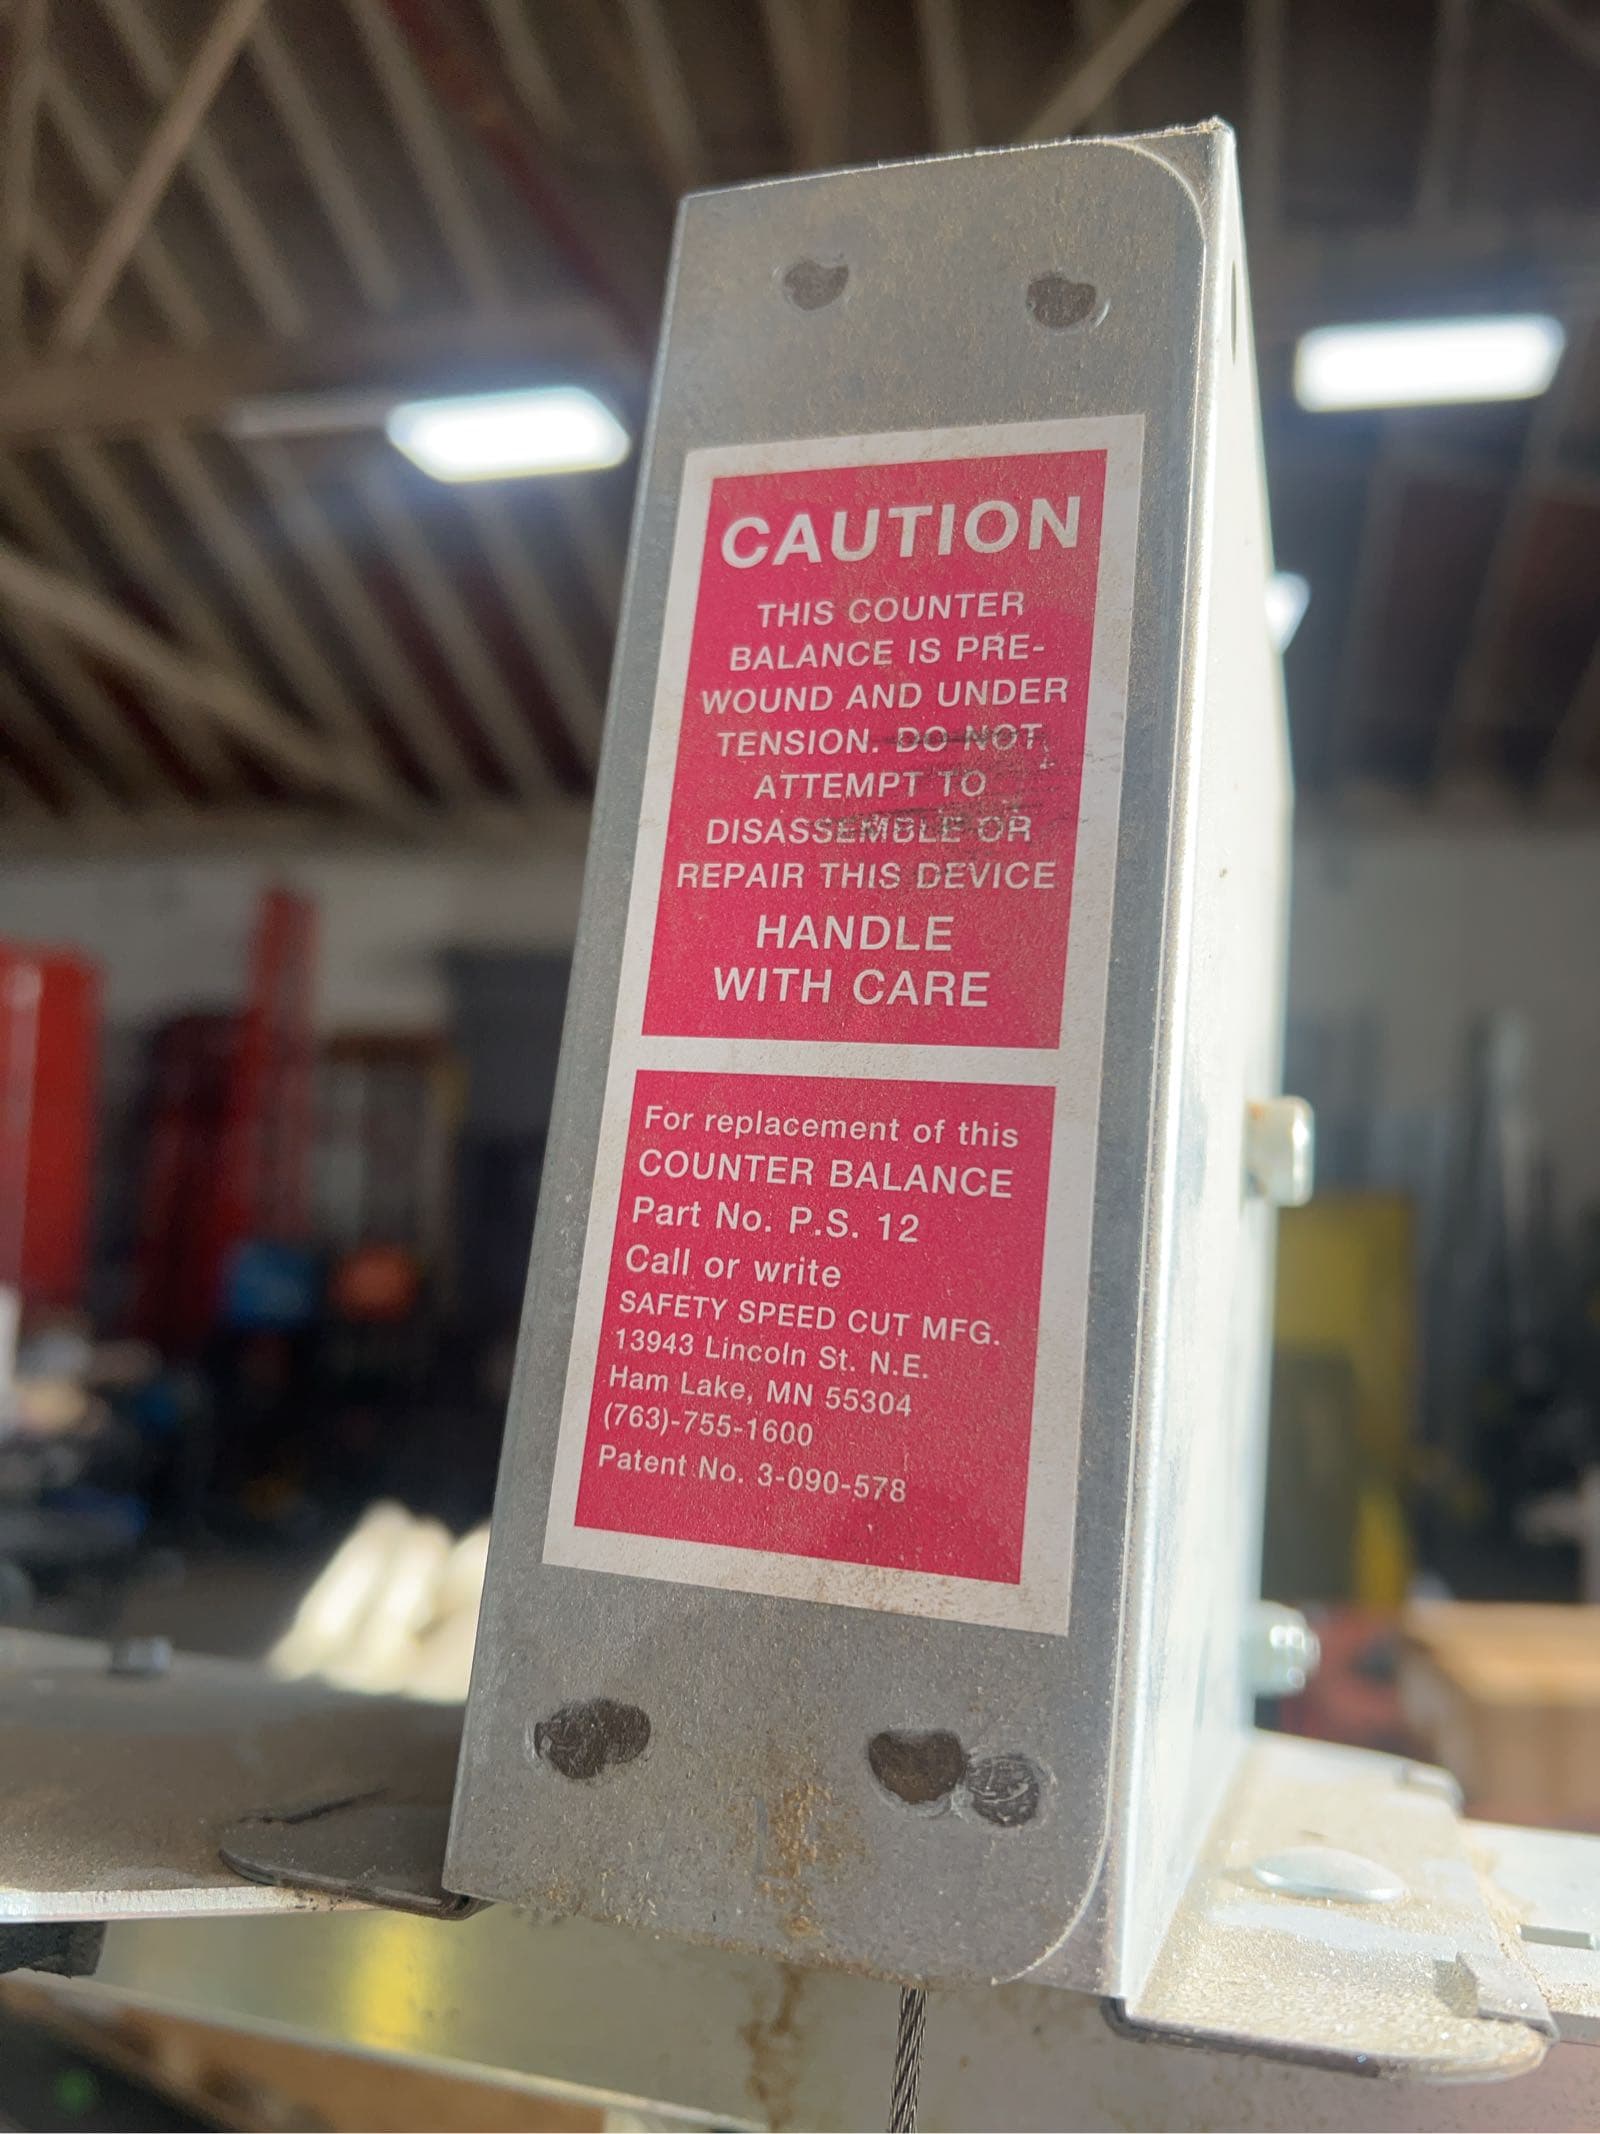 CAUTION
THIS COUNTER
BALANCE IS PRE-
WOUND AND UNDER
TENSION. DO NOT
ATTEMPT TO
DISASSEMBLE OR
REPAIR THIS DEVICE
HANDLE
WITH CARE
For replacement of this
COUNTER BALANCE
Part No. P.S. 12
Call or write
SAFETY SPEED CUT MFG.
13943 Lincoln St. N.E.
Ham Lake, MN 55304
(763)-755-1600
Patent No. 3-090-578